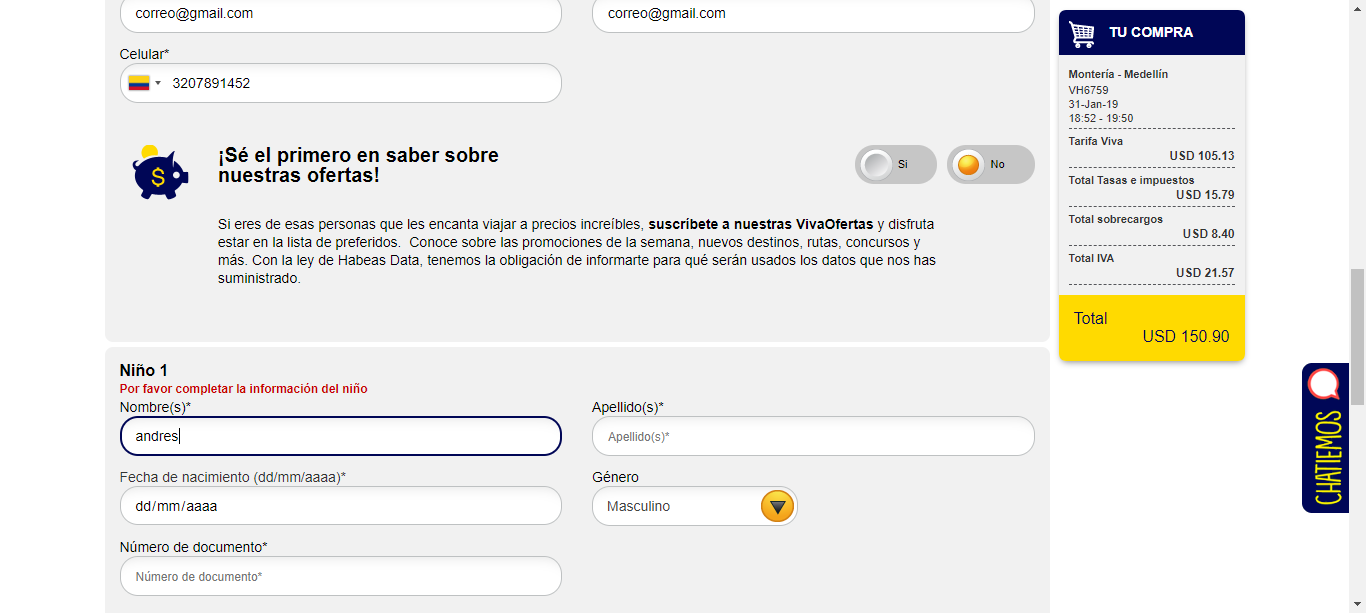 correo@gmail.com
correo@gmail.com
Celular*
3207891452
¡Sé el primero en saber sobre
nuestras ofertas!
Si
No
Si eres de esas personas que les encanta viajar a precios increíbles, suscríbete a nuestras VivaOfertas y disfruta
estar en la lista de preferidos. Conoce sobre las promociones de la semana, nuevos destinos, rutas, concursos y
más. Con la ley de Habeas Data, tenemos la obligación de informarte para qué serán usados los datos que nos has
suministrado.
Niño 1
Por favor completar la información del niño
Nombre(s)*
Apellido(s)*
andres
Apellido(s)*
Fecha de nacimiento (dd/mm/aaaa)*
Género
dd/mm/aaaa
Masculino
Número de documento*
Número de documento*
TU COMPRA
Montería - Medellín
VH6759
31-Jan-19
18:52 - 19:50
Tarifa Viva
USD 105.13
Total Tasas e impuestos
USD 15.79
Total sobrecargos
USD 8.40
Total IVA
USD 21.57
Total
USD 150.90
CHATIEMOS